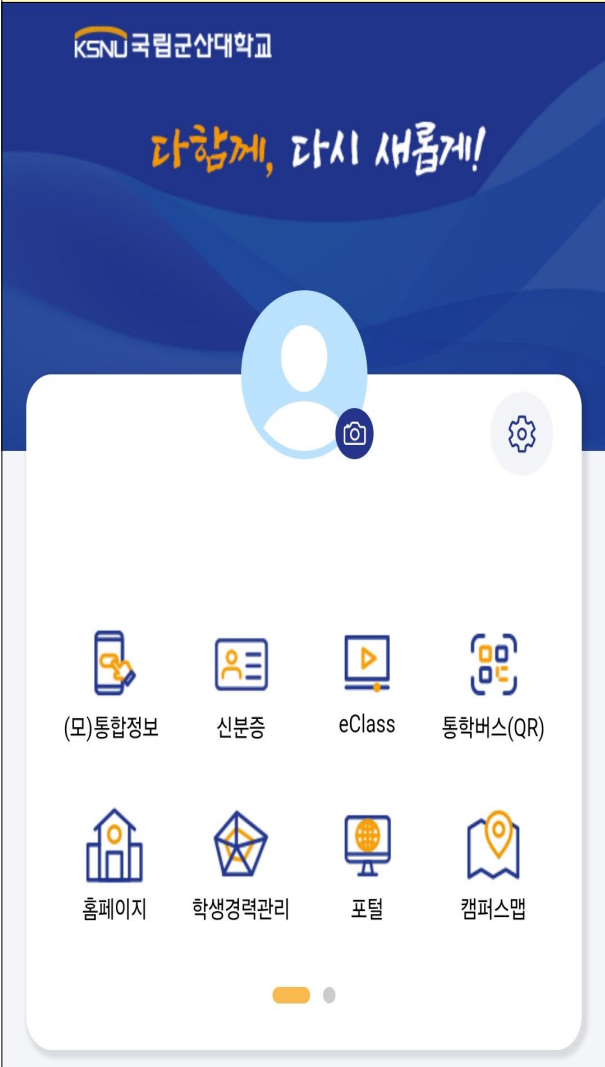 KSNU 국립군산대학교
다함께, 다시 새롭게!
(모)통합정보 신분증 eClass 통학버스(QR)
홈페이지 학생경력관리 포털 캠퍼스맵